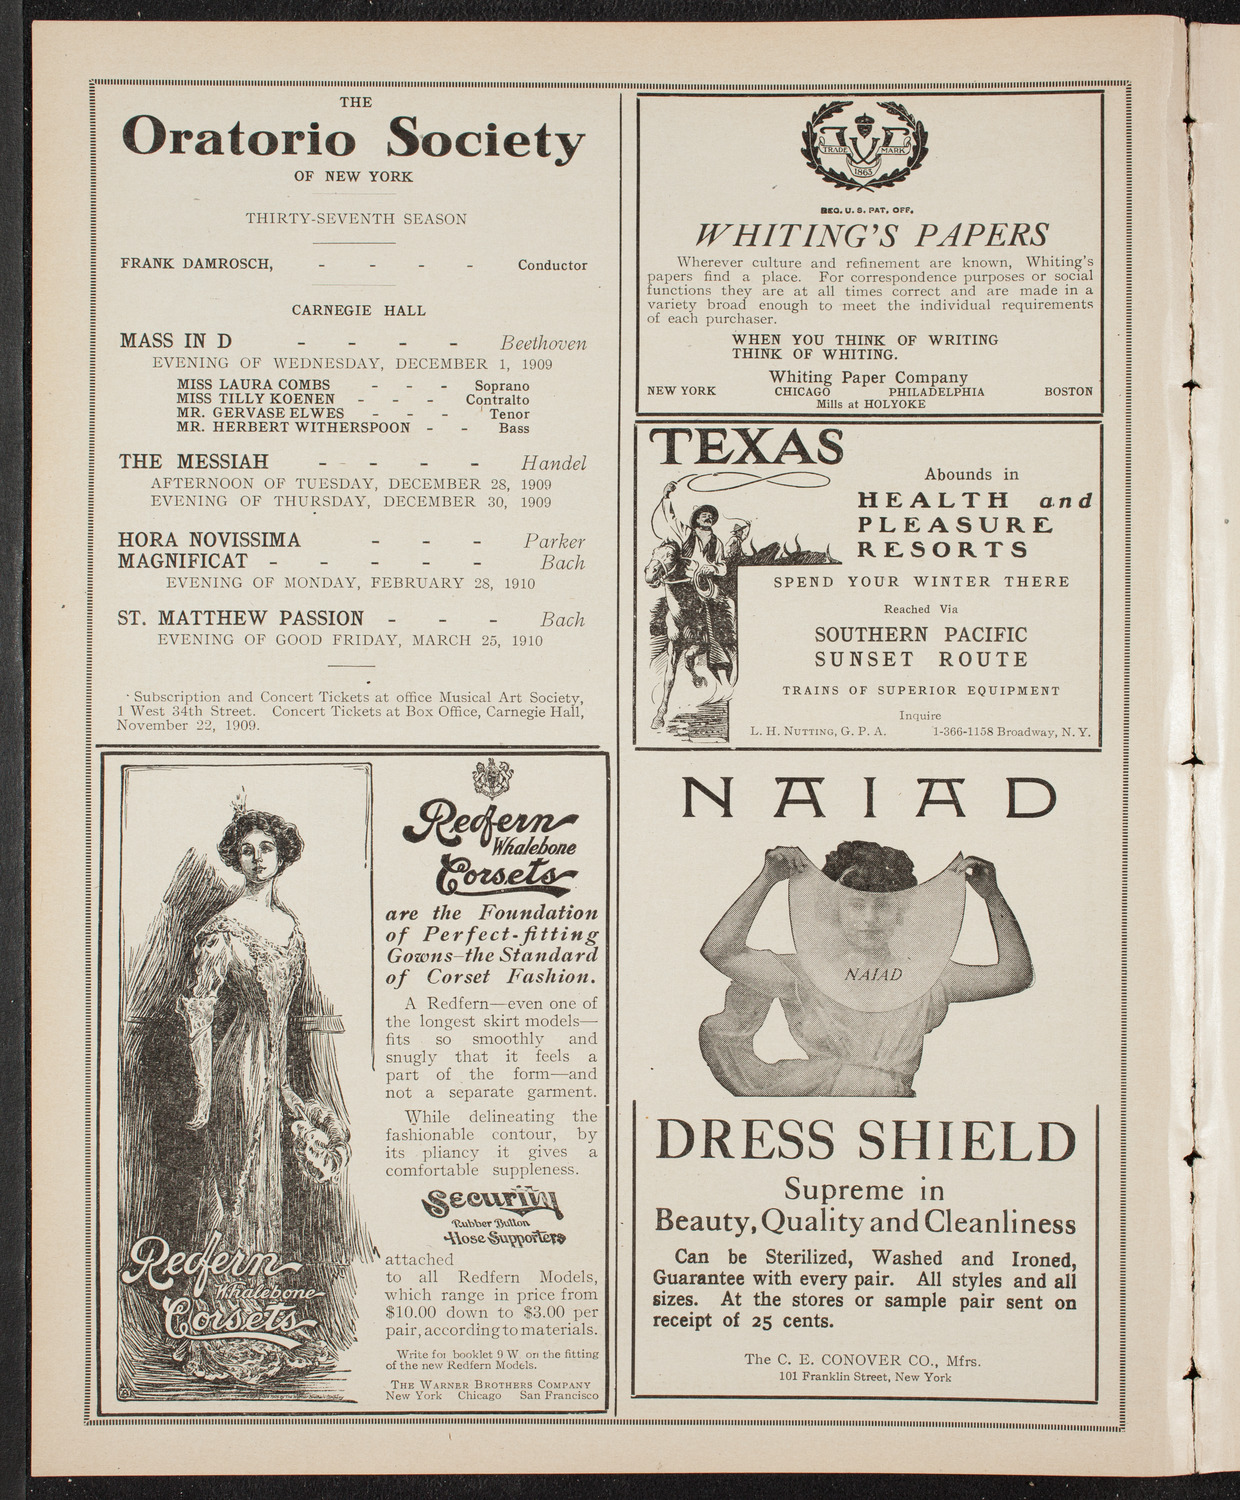 THE
Oratorio Society
OF NEW YORK
THIRTY-SEVENTH SEASON
FRANK DAMROSCH, - - - - Conductor
CARNEGIE HALL
MASS IN D - - - - Beethoven
EVENING OF WEDNESDAY, DECEMBER 1, 1909
MISS LAURA COMBS - - - Soprano
MISS TILLY KOENEN - - - Contralto
MR. GERVASE ELWES - - - Tenor
MR. HERBERT WITHERSPOON - - Bass
THE MESSIAH - - - - Handel
AFTERNOON OF TUESDAY, DECEMBER 28, 1909
EVENING OF THURSDAY, DECEMBER 30, 1909
HORA NOVISSIMA - - - Parker
MAGNIFICAT - - - - - Bach
EVENING OF MONDAY, FEBRUARY 28, 1910
ST. MATTHEW PASSION - - - Bach
EVENING OF GOOD FRIDAY, MARCH 25, 1910
Subscription and Concert Tickets at office Musical Art Society,
1 West 34th Street. Concert Tickets at Box Office, Carnegie Hall,
November 22, 1909.
Redfern
Whalebone
Corsets
are the Foundation
of Perfect-fitting
Gowns–the Standard
of Corset Fashion.
A Redfern—even one of
the longest skirt models—
fits so smoothly and
snugly that it feels a
part of the form—and
not a separate garment.
While delineating the
fashionable contour, by
its pliancy it gives a
comfortable suppleness.
Security
Rubber Button
Hose Supporters
attached
to all Redfern Models,
which range in price from
$10.00 down to $3.00 per
pair, according to materials.
Write for booklet 9 W on the fitting
of the new Redfern Models.
THE WARNER BROTHERS COMPANY
New York Chicago San Francisco
Redfern
Whalebone
Corsets
TRADE MARK
1865
REG. U. S. PAT. OFF.
WHITING'S PAPERS
Wherever culture and refinement are known, Whiting's
papers find a place. For correspondence purposes or social
functions they are at all times correct and are made in a
variety broad enough to meet the individual requirements
of each purchaser.
WHEN YOU THINK OF WRITING
THINK OF WHITING.
Whiting Paper Company
NEW YORK CHICAGO PHILADELPHIA BOSTON
Mills at HOLYOKE
TEXAS
Abounds in
HEALTH and
PLEASURE
RESORTS
SPEND YOUR WINTER THERE
Reached Via
SOUTHERN PACIFIC
SUNSET ROUTE
TRAINS OF SUPERIOR EQUIPMENT
Inquire
L. H. NUTTING, G. P. A. 1-366-1158 Broadway, N. Y.
NAIAD
NAIAD
DRESS SHIELD
Supreme in
Beauty, Quality and Cleanliness
Can be Sterilized, Washed and Ironed,
Guarantee with every pair. All styles and all
sizes. At the stores or sample pair sent on
receipt of 25 cents.
The C. E. CONOVER CO., Mfrs.
101 Franklin Street, New York